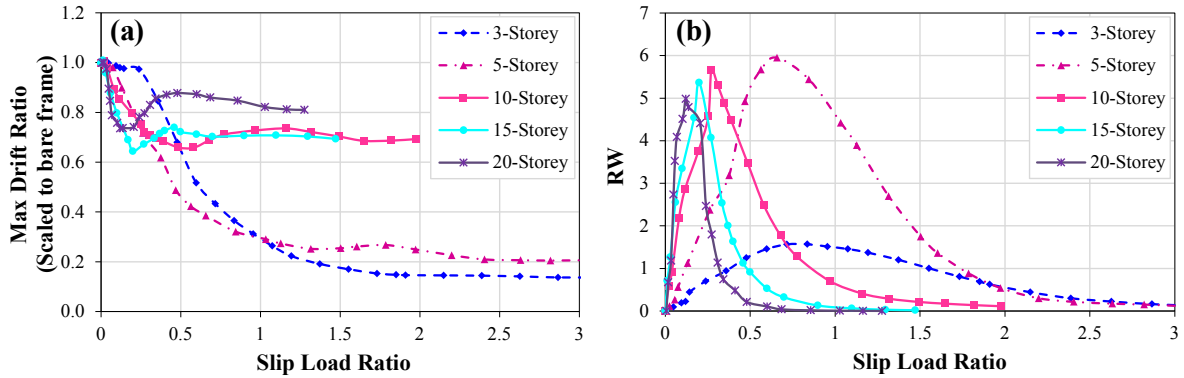 (a)
Max Drift Ratio
(Scaled to bare frame)
1.2
1.0
0.8
0.6
0.4
0.2
0.0
0 0.5 1 1.5 2 2.5 3
Slip Load Ratio
3-Storey
5-Storey
10-Storey
15-Storey
20-Storey
(b)
RW
7
6
5
4
3
2
1
0
0 0.5 1 1.5 2 2.5 3
Slip Load Ratio
3-Storey
5-Storey
10-Storey
15-Storey
20-Storey